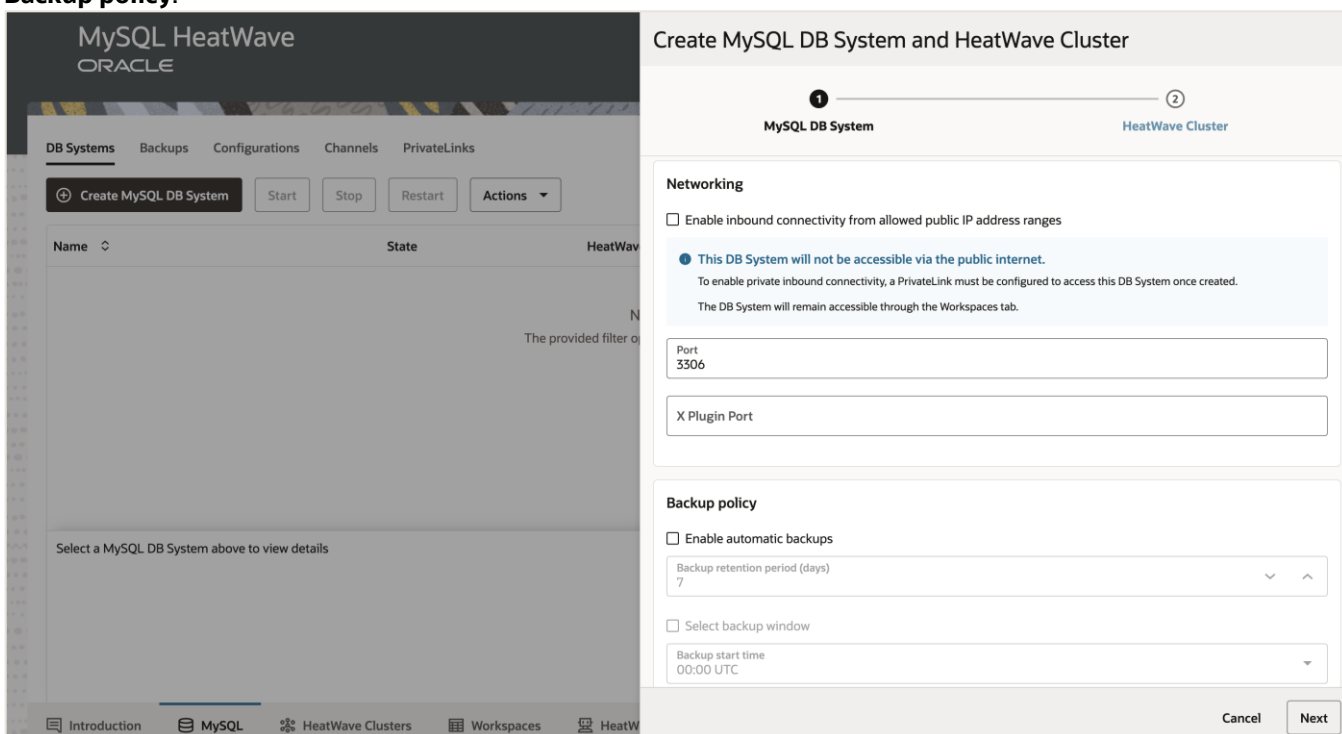 Backup policy.
MySQL HeatWave
ORACLE
DB Systems Backups Configurations Channels PrivateLinks
Create MySQL DB System Start Stop Restart Actions
Name State HeatWav
N
The provided filter o
Select a MySQL DB System above to view details
Introduction MySQL HeatWave Clusters Workspaces HeatW
Create MySQL DB System and HeatWave Cluster
1 2
MySQL DB System HeatWave Cluster
Networking
Enable inbound connectivity from allowed public IP address ranges
This DB System will not be accessible via the public internet.
To enable private inbound connectivity, a PrivateLink must be configured to access this DB System once created.
The DB System will remain accessible through the Workspaces tab.
Port
3306
X Plugin Port
Backup policy
Enable automatic backups
Backup retention period (days)
7
Select backup window
Backup start time
00:00 UTC
Cancel Next